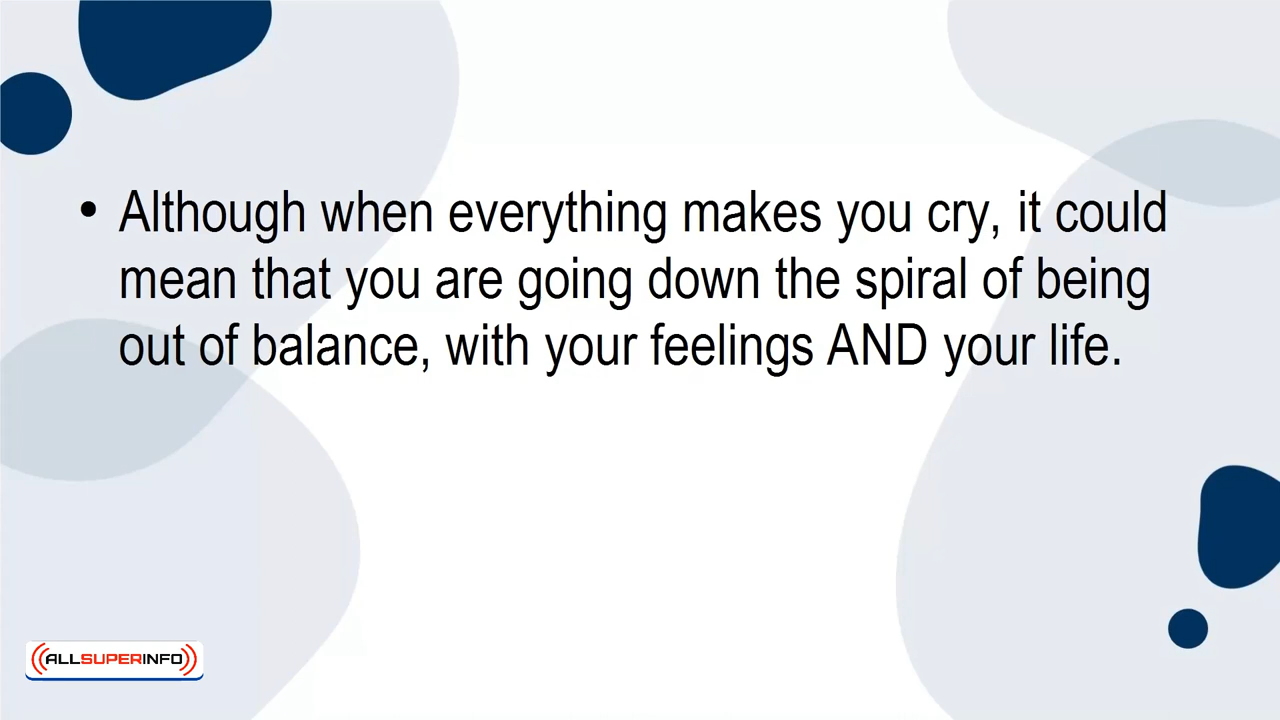 • Although when everything makes you cry, it could
mean that you are going down the spiral of being
out of balance, with your feelings AND your life.
ALLSUPERINFO